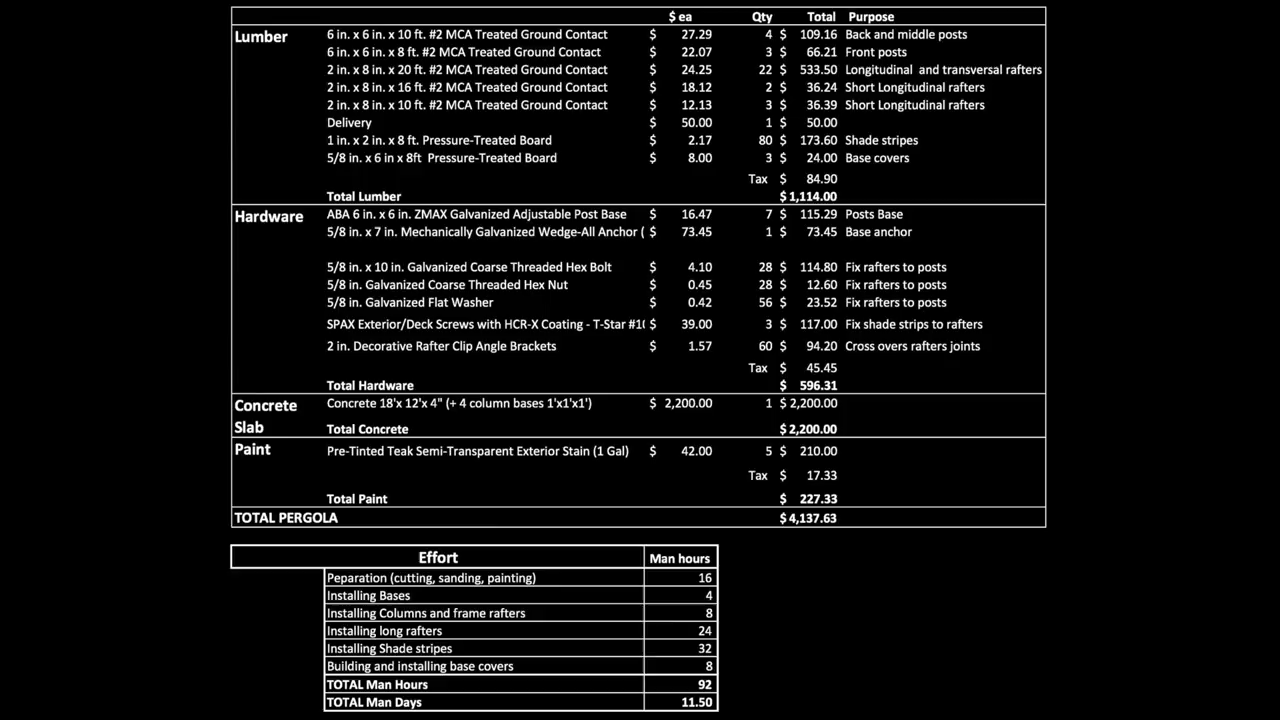 $ ea Qty Total Purpose
Lumber 6 in. x 6 in. x 10 ft. #2 MCA Treated Ground Contact $ 27.29 4 $ 109.16 Back and middle posts
6 in. x 6 in. x 8 ft. #2 MCA Treated Ground Contact $ 22.07 3 $ 66.21 Front posts
2 in. x 8 in. x 20 ft. #2 MCA Treated Ground Contact $ 24.25 22 $ 533.50 Longitudinal and transversal rafters
2 in. x 8 in. x 16 ft. #2 MCA Treated Ground Contact $ 18.12 2 $ 36.24 Short Longitudinal rafters
2 in. x 8 in. x 10 ft. #2 MCA Treated Ground Contact $ 12.13 3 $ 36.39 Short Longitudinal rafters
Delivery $ 50.00 1 $ 50.00
1 in. x 2 in. x 8 ft. Pressure-Treated Board $ 2.17 80 $ 173.60 Shade stripes
5/8 in. x 6 in x 8ft Pressure-Treated Board $ 8.00 3 $ 24.00 Base covers
Tax $ 84.90
Total Lumber $ 1,114.00
Hardware ABA 6 in. x 6 in. ZMAX Galvanized Adjustable Post Base $ 16.47 7 $ 115.29 Posts Base
5/8 in. x 7 in. Mechanically Galvanized Wedge-All Anchor ( $ 73.45 1 $ 73.45 Base anchor
5/8 in. x 10 in. Galvanized Coarse Threaded Hex Bolt $ 4.10 28 $ 114.80 Fix rafters to posts
5/8 in. Galvanized Coarse Threaded Hex Nut $ 0.45 28 $ 12.60 Fix rafters to posts
5/8 in. Galvanized Flat Washer $ 0.42 56 $ 23.52 Fix rafters to posts
SPAX Exterior/Deck Screws with HCR-X Coating - T-Star #1( $ 39.00 3 $ 117.00 Fix shade strips to rafters
2 in. Decorative Rafter Clip Angle Brackets $ 1.57 60 $ 94.20 Cross overs rafters joints
Tax $ 45.45
Total Hardware $ 596.31
Concrete Concrete 18'x 12'x 4" (+ 4 column bases 1'x1'x1') $ 2,200.00 1 $ 2,200.00
Slab Total Concrete $ 2,200.00
Paint Pre-Tinted Teak Semi-Transparent Exterior Stain (1 Gal) $ 42.00 5 $ 210.00
Tax $ 17.33
Total Paint $ 227.33
TOTAL PERGOLA $ 4,137.63
Effort Man hours
Peparation (cutting, sanding, painting) 16
Installing Bases 4
Installing Columns and frame rafters 8
Installing long rafters 24
Installing Shade stripes 32
Building and installing base covers 8
TOTAL Man Hours 92
TOTAL Man Days 11.50